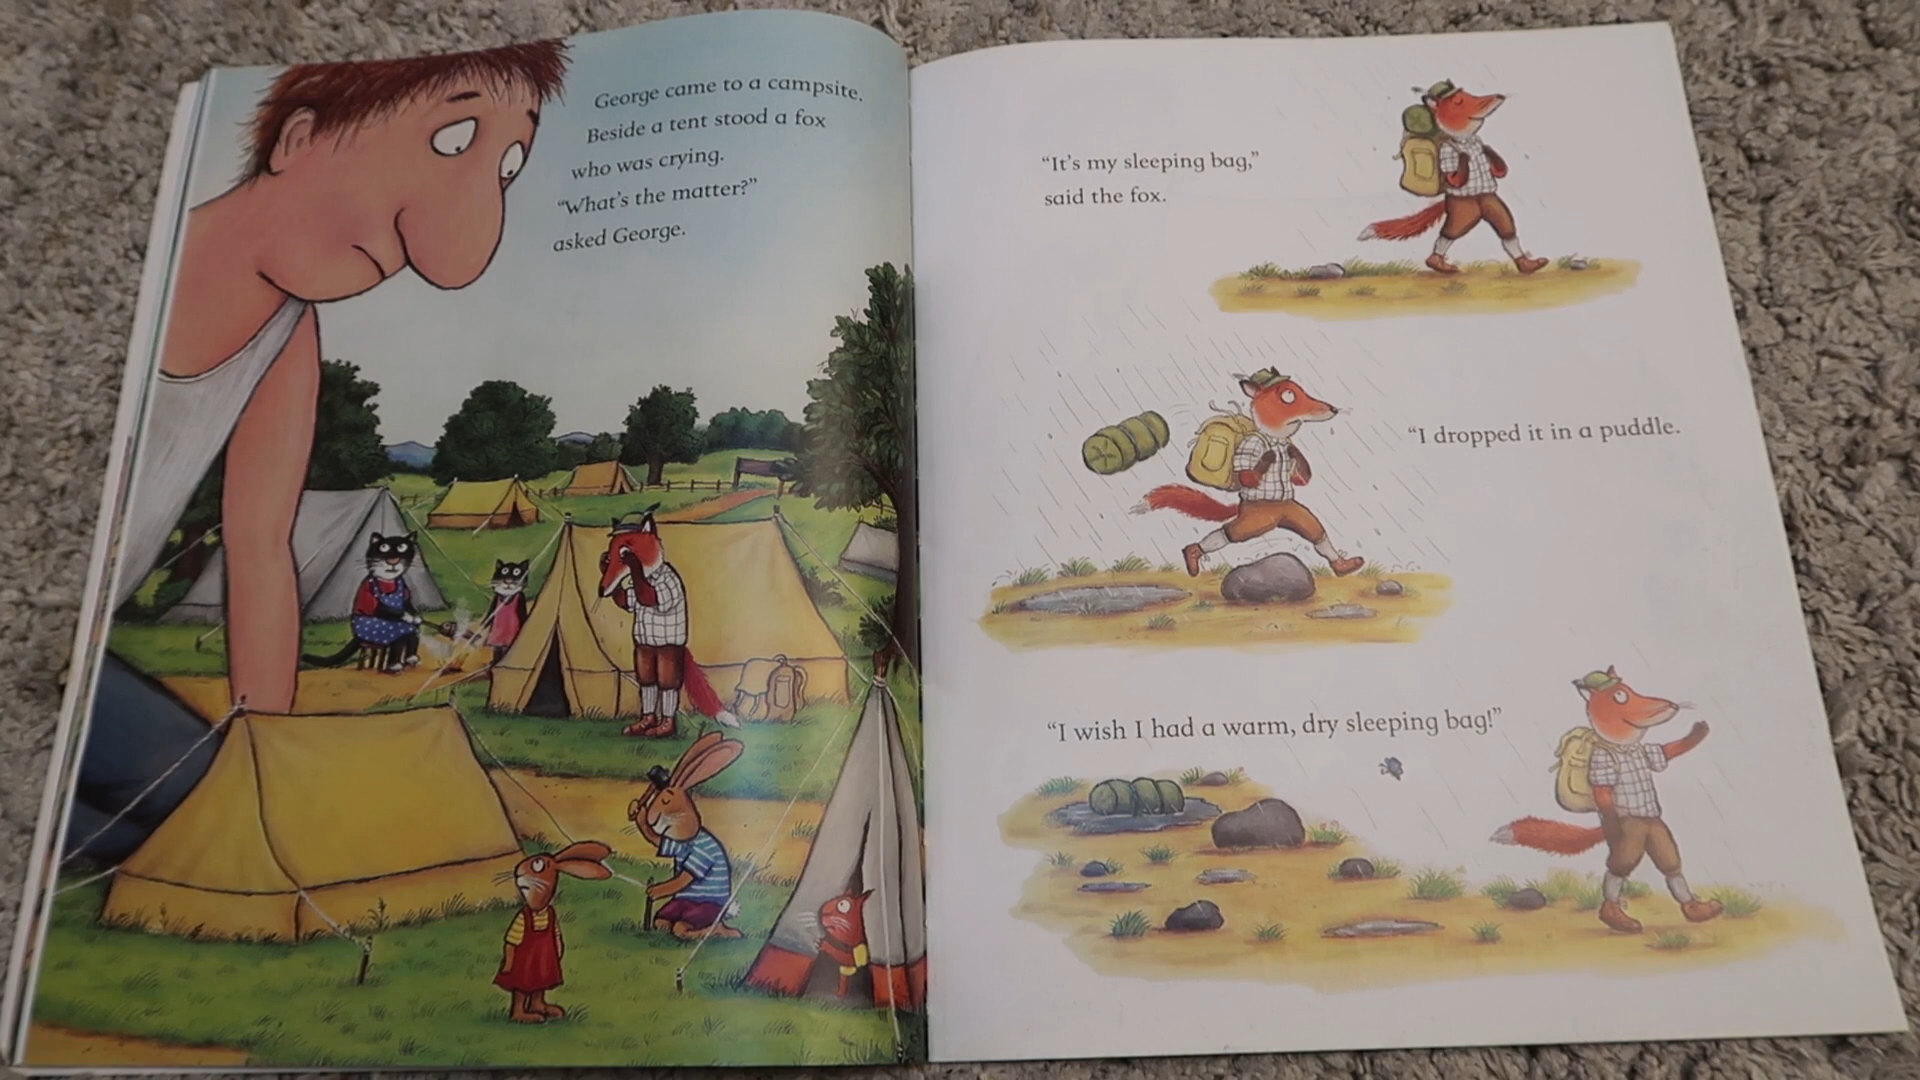 George came to a campsite.
Beside a tent stood a fox
who was crying.
“What's the matter?”
asked George.
“It's my sleeping bag,”
said the fox.
“I dropped it in a puddle.
“I wish I had a warm, dry sleeping bag!”